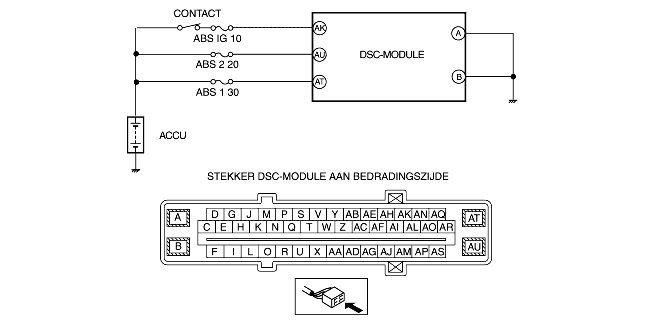 CONTACT
ABS IG 10
AK
A
ABS 2 20
AU
DSC-MODULE
ABS 1 30
AT
B
ACCU
STEKKER DSC-MODULE AAN BEDRADINGSZIJDE
A D G J M P S V Y AB AE AH AK AN AQ AT
C E H K N Q T W Z AC AF AI AL AO AR
B F I L O R U X AA AD AG AJ AM AP AS AU